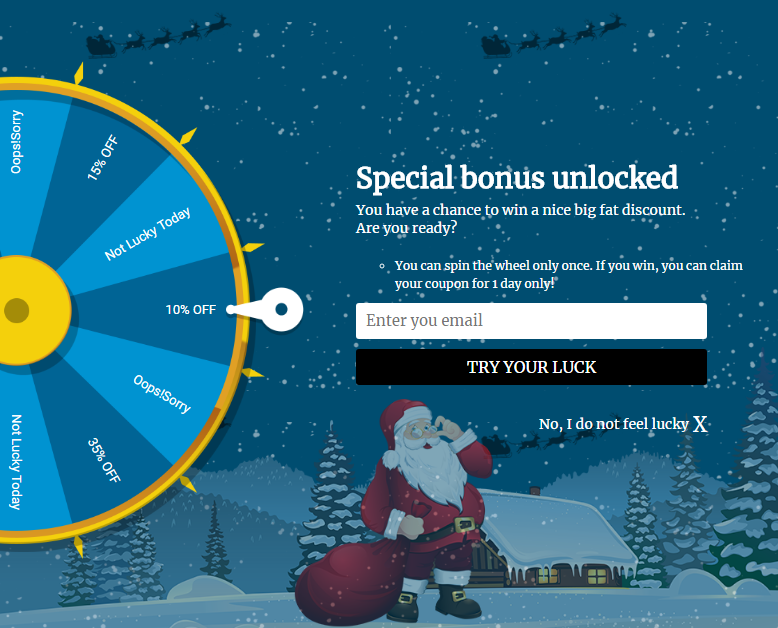 Oops!Sorry
15% OFF
Not Lucky Today
10% OFF
Oops!Sorry
35% OFF
Not Lucky Today
Special bonus unlocked
You have a chance to win a nice big fat discount.
Are you ready?
You can spin the wheel only once. If you win, you can claim
your coupon for 1 day only!
Enter you email
TRY YOUR LUCK
No, I do not feel lucky X